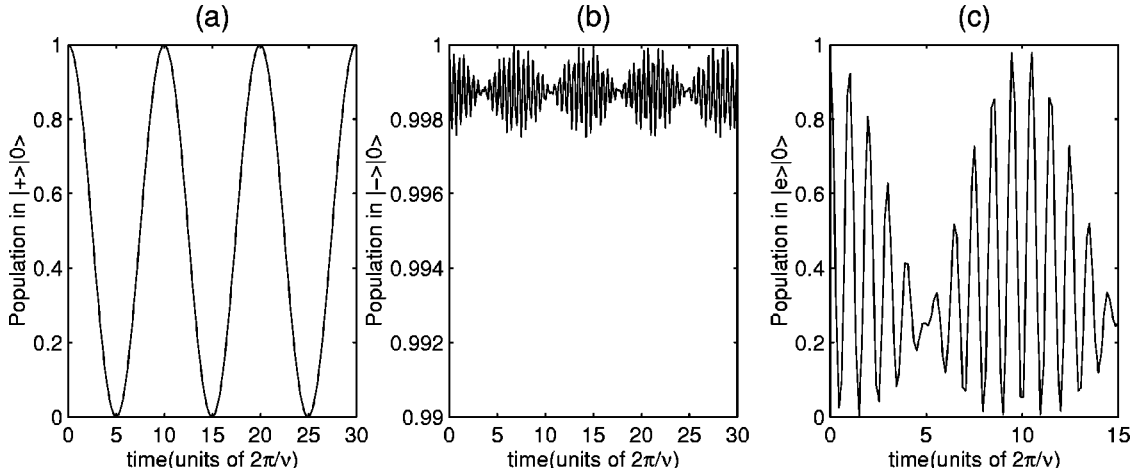 (a)
Population in |+>|0>
1
0.8
0.6
0.4
0.2
0
0 5 10 15 20 25 30
time(units of 2π/ν)
(b)
Population in |−>|0>
1
0.998
0.996
0.994
0.992
0.99
0 5 10 15 20 25 30
time(units of 2π/ν)
(c)
Population in |e>|0>
1
0.8
0.6
0.4
0.2
0
0 5 10 15
time(units of 2π/ν)